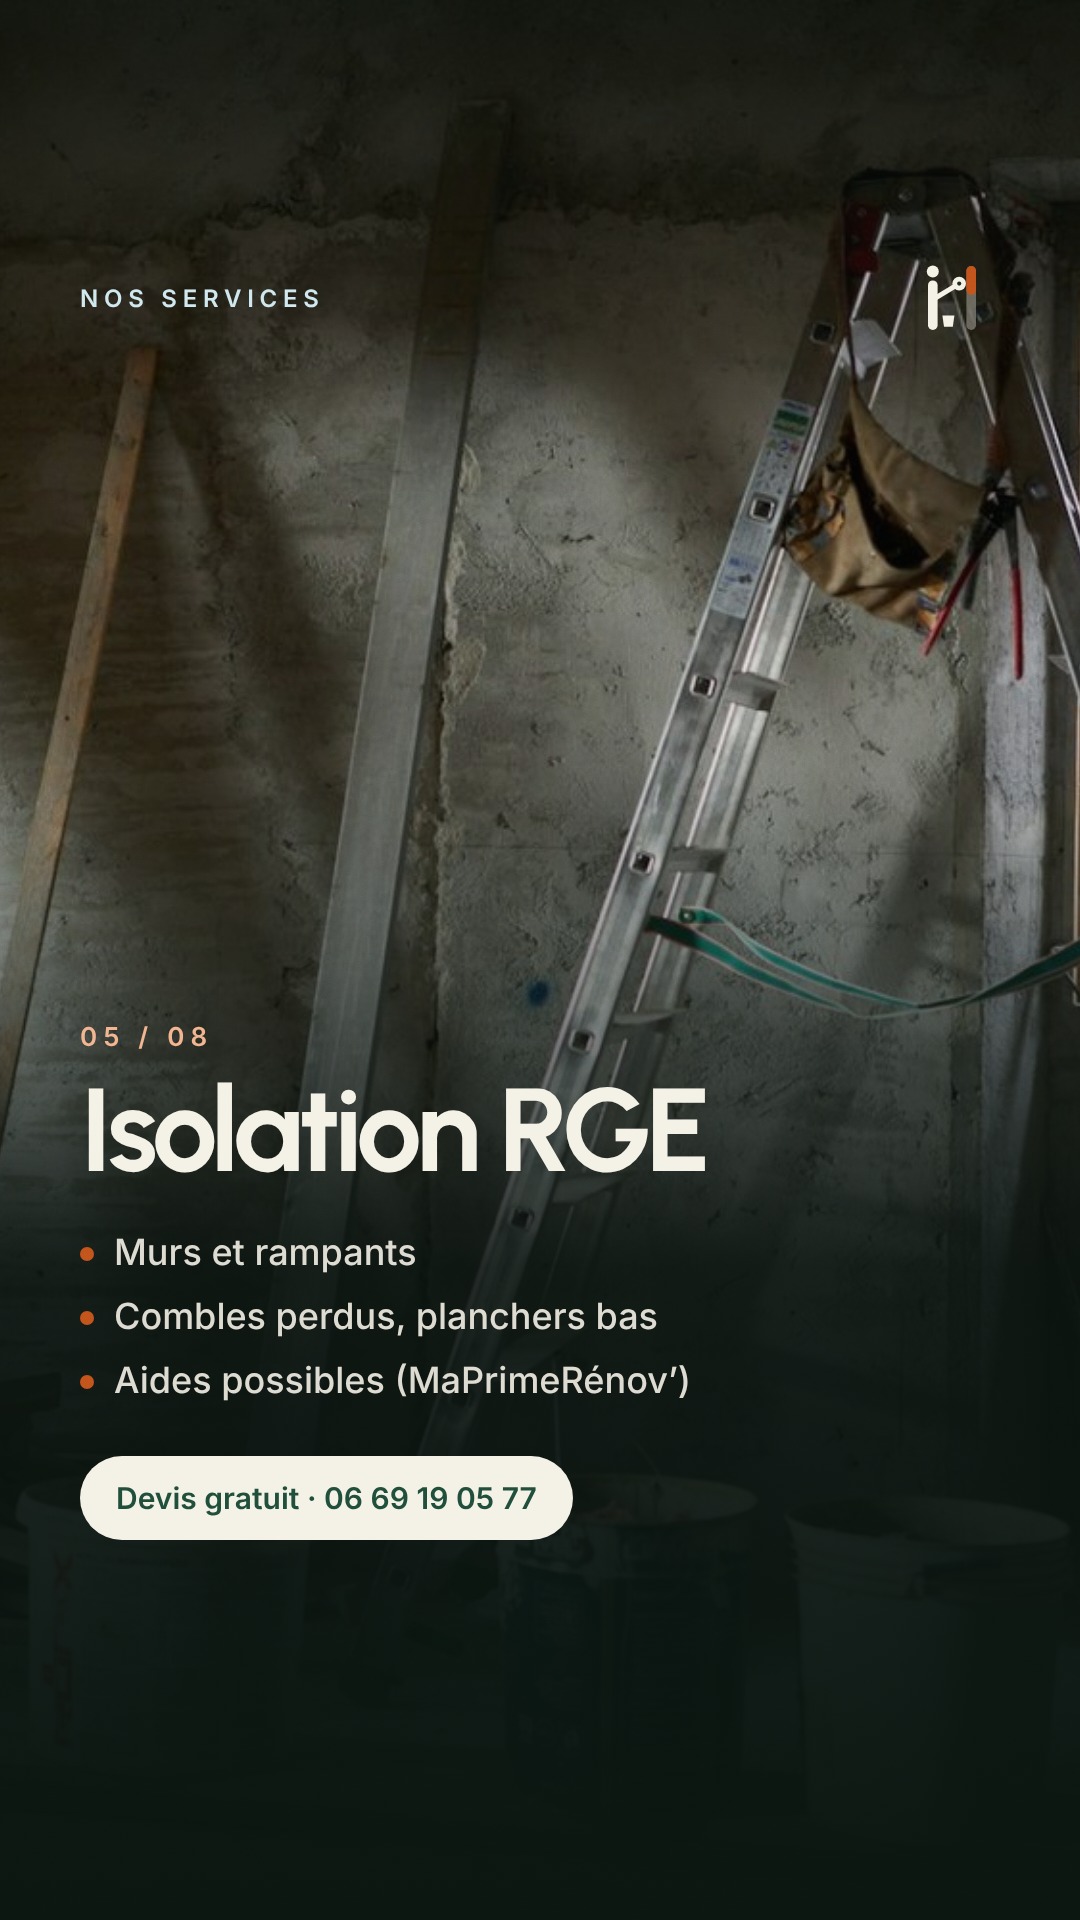 NOS SERVICES
05 / 08
Isolation RGE
Murs et rampants
Combles perdus, planchers bas
Aides possibles (MaPrimeRénov’)
Devis gratuit · 06 69 19 05 77